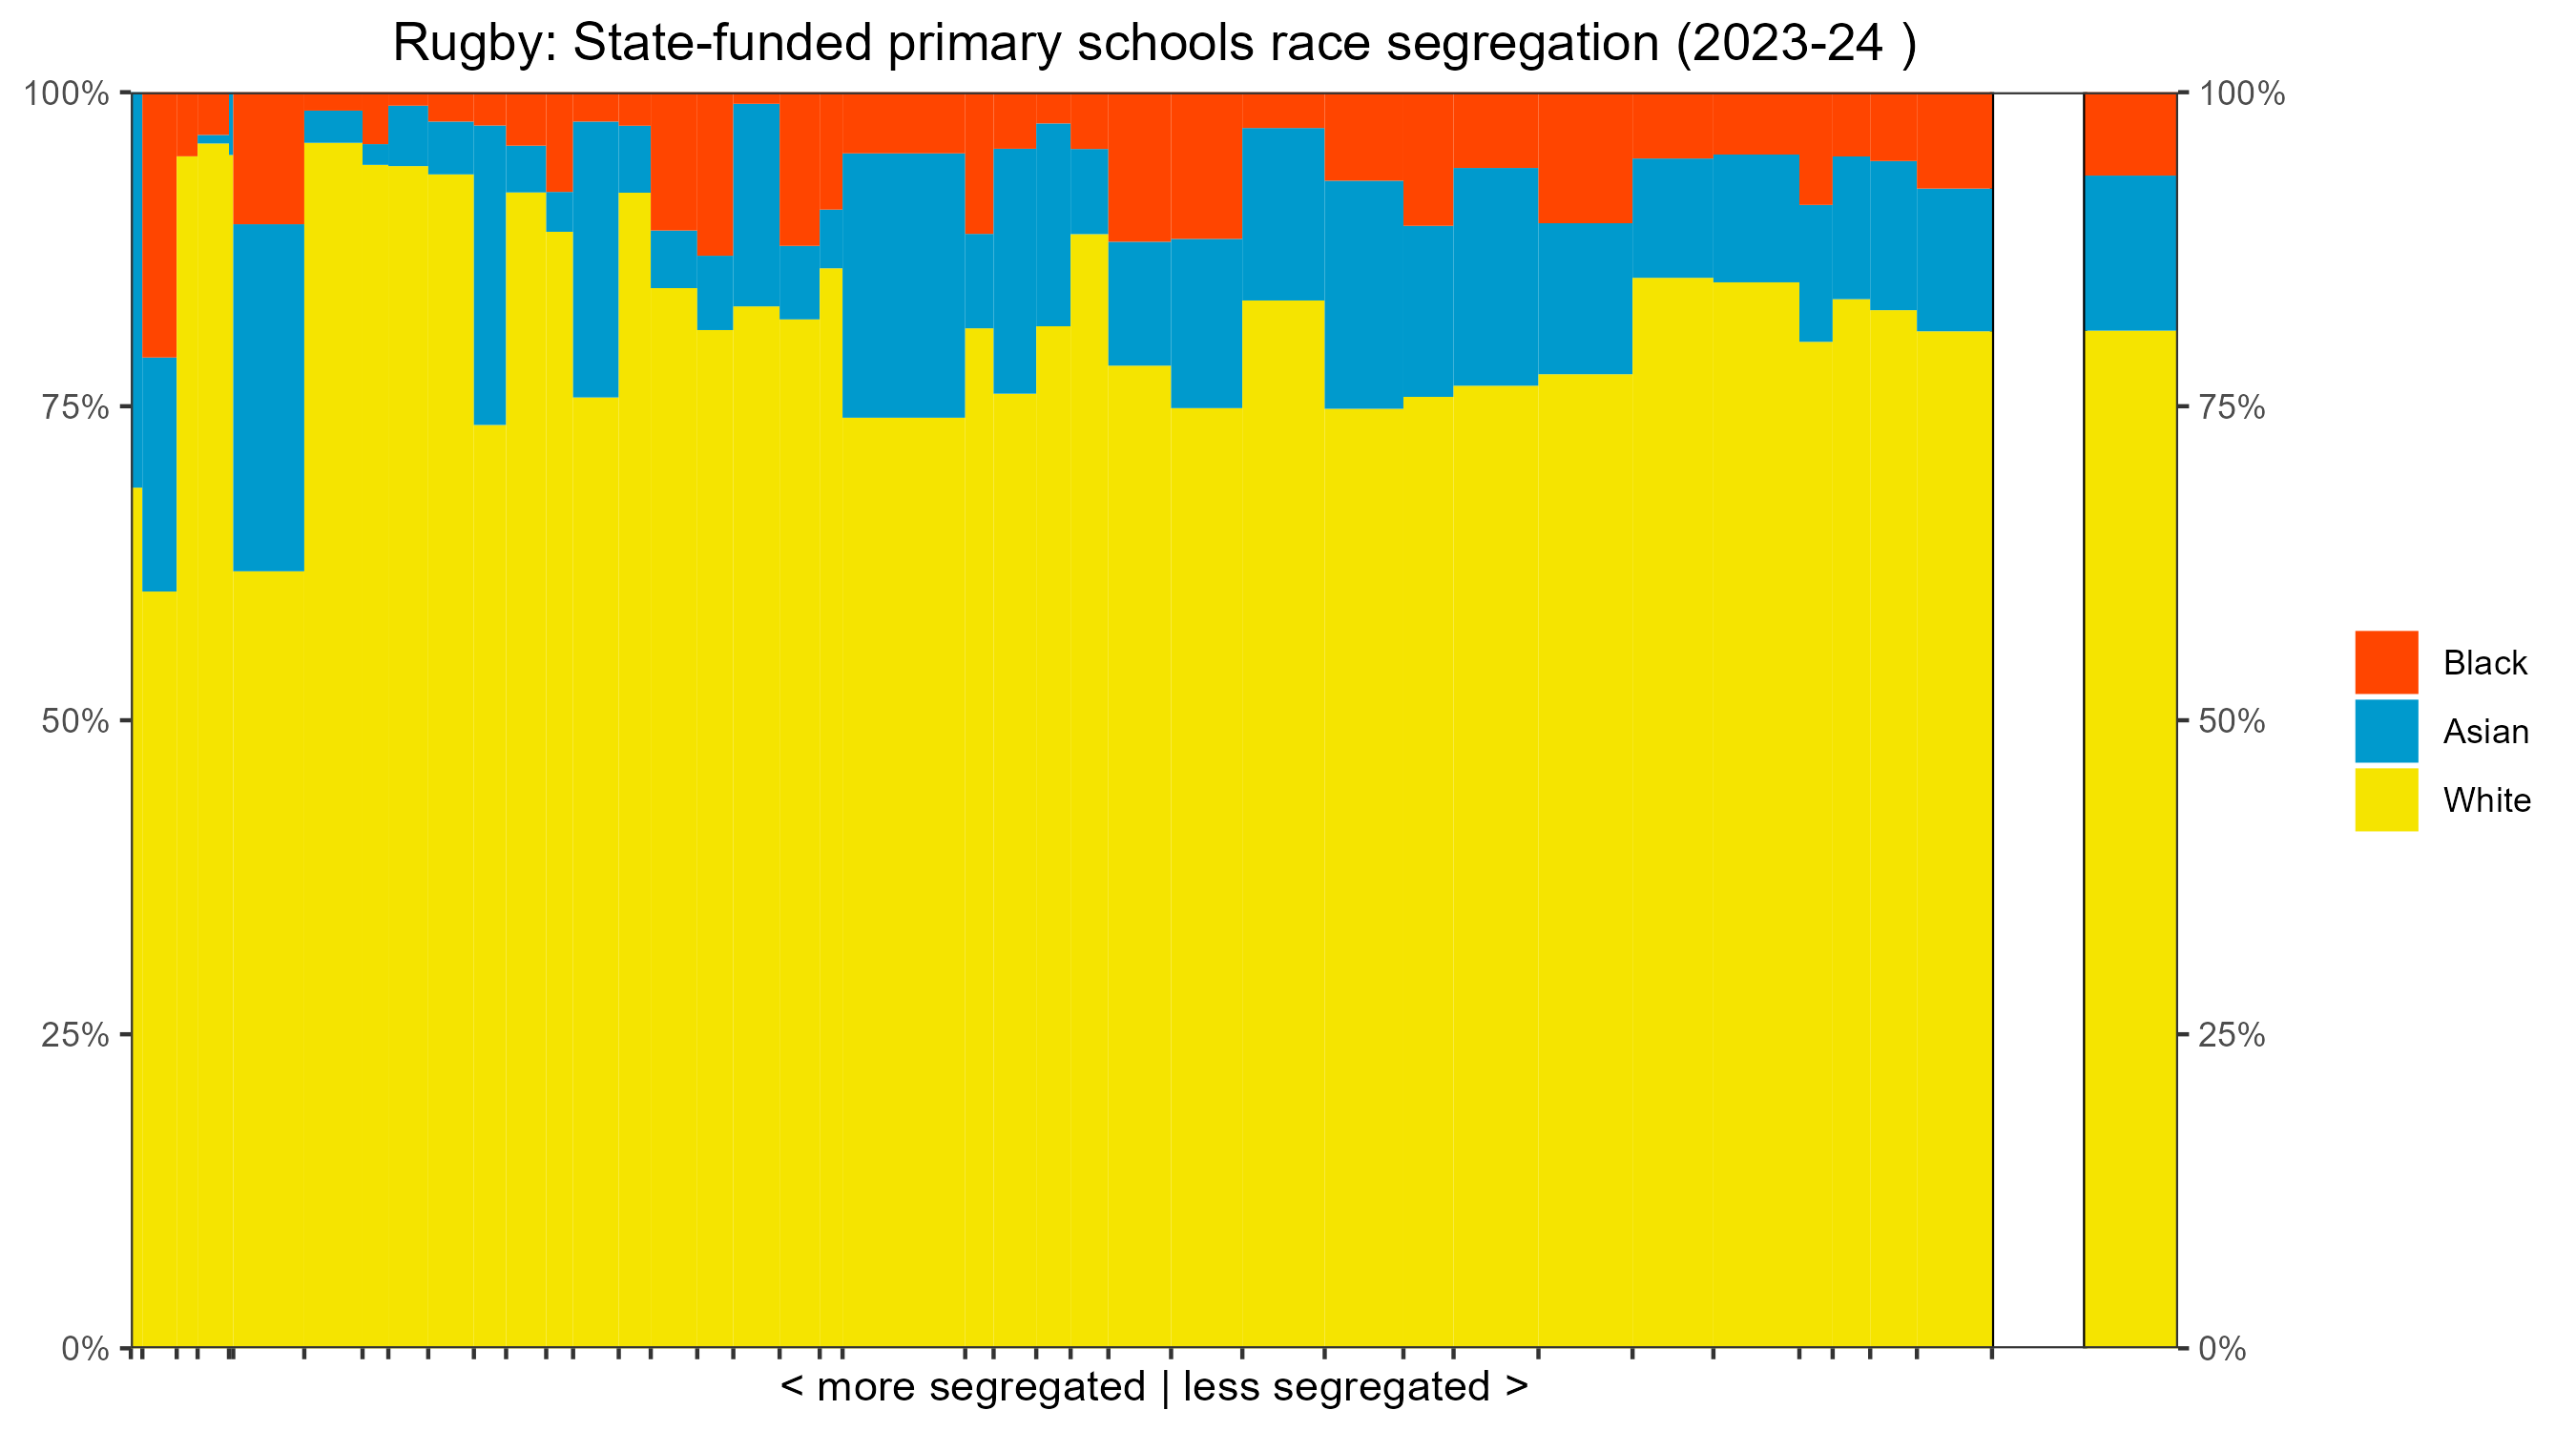 Rugby: State-funded primary schools race segregation (2023-24 )
100%
75%
50%
25%
0%
100%
75%
50%
25%
0%
Black
Asian
White
< more segregated | less segregated >